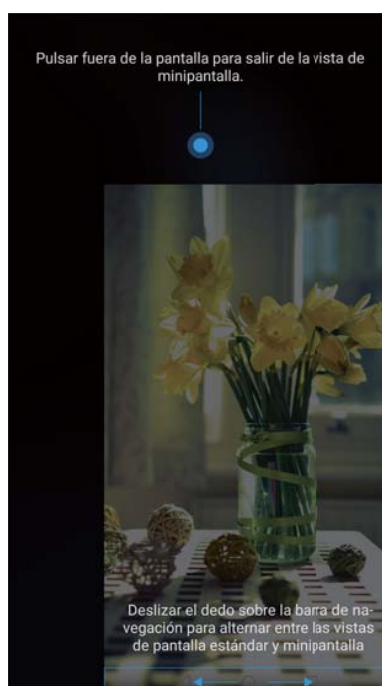 Pulsar fuera de la pantalla para salir de la vista de
minipantalla.
Deslizar el dedo sobre la barra de na-
vegación para alternar entre las vistas
de pantalla estándar y minipantalla